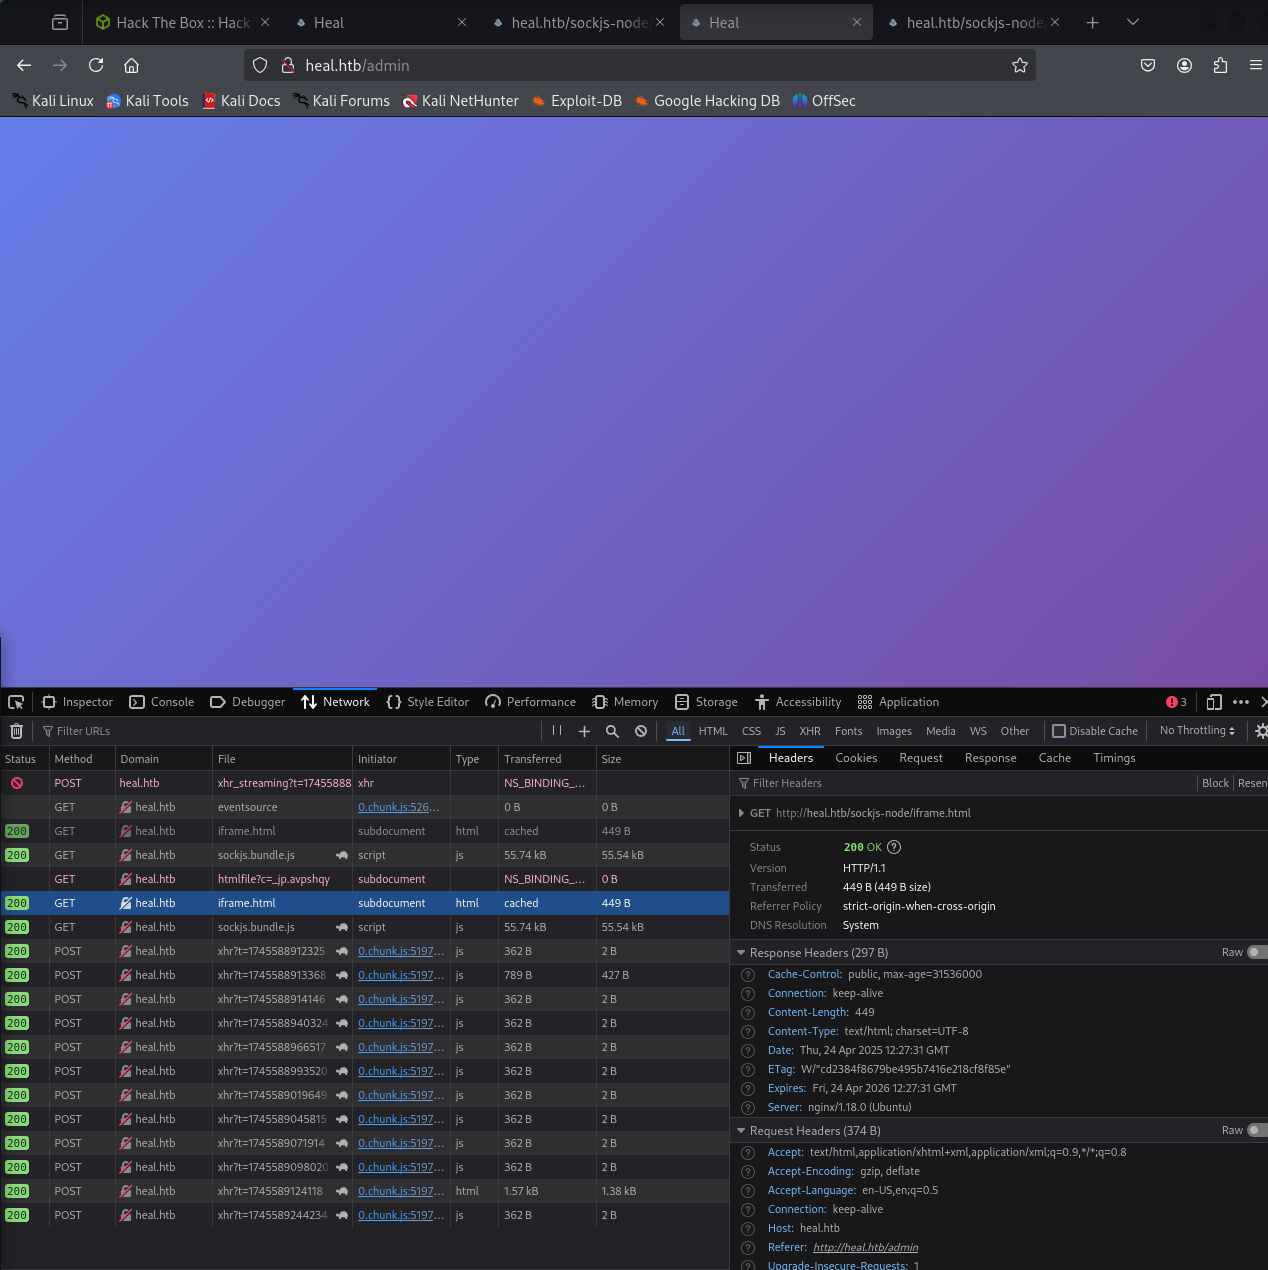 Hack The Box :: Hack Heal heal.htb/sockjs-node Heal heal.htb/sockjs-node
heal.htb/admin
Kali Linux Kali Tools Kali Docs Kali Forums Kali NetHunter Exploit-DB Google Hacking DB OffSec
Inspector Console Debugger Network Style Editor Performance Memory Storage Accessibility Application 3
Filter URLs All HTML CSS JS XHR Fonts Images Media WS Other Disable Cache No Throttling
Status Method Domain File Initiator Type Transferred Size
POST heal.htb xhr_streaming?t=17455888 xhr NS_BINDING_...
GET heal.htb eventsource 0.chunk.js:526... 0 B 0 B
200 GET heal.htb iframe.html subdocument html cached 449 B
200 GET heal.htb sockjs.bundle.js script js 55.74 kB 55.54 kB
GET heal.htb htmlfile?c=_jp.avpshqy subdocument NS_BINDING_... 0 B
200 GET heal.htb iframe.html subdocument html cached 449 B
200 GET heal.htb sockjs.bundle.js script js 55.74 kB 55.54 kB
200 POST heal.htb xhr?t=1745588912325 0.chunk.js:5197... js 362 B 2 B
200 POST heal.htb xhr?t=1745588913368 0.chunk.js:5197... js 789 B 427 B
200 POST heal.htb xhr?t=1745588914146 0.chunk.js:5197... js 362 B 2 B
200 POST heal.htb xhr?t=1745588940324 0.chunk.js:5197... js 362 B 2 B
200 POST heal.htb xhr?t=1745588966517 0.chunk.js:5197... js 362 B 2 B
200 POST heal.htb xhr?t=1745588993520 0.chunk.js:5197... js 362 B 2 B
200 POST heal.htb xhr?t=1745589019649 0.chunk.js:5197... js 362 B 2 B
200 POST heal.htb xhr?t=1745589045815 0.chunk.js:5197... js 362 B 2 B
200 POST heal.htb xhr?t=1745589071914 0.chunk.js:5197... js 362 B 2 B
200 POST heal.htb xhr?t=1745589098020 0.chunk.js:5197... js 362 B 2 B
200 POST heal.htb xhr?t=1745589124118 0.chunk.js:5197... html 1.57 kB 1.38 kB
200 POST heal.htb xhr?t=1745589244234 0.chunk.js:5197... js 362 B 2 B
Headers Cookies Request Response Cache Timings
Filter Headers Block Resen
GET http://heal.htb/sockjs-node/iframe.html
Status 200 OK ?
Version HTTP/1.1
Transferred 449 B (449 B size)
Referrer Policy strict-origin-when-cross-origin
DNS Resolution System
Response Headers (297 B) Raw
? Cache-Control: public, max-age=31536000
? Connection: keep-alive
? Content-Length: 449
? Content-Type: text/html; charset=UTF-8
? Date: Thu, 24 Apr 2025 12:27:31 GMT
? ETag: W/"cd2384f8679be495b7416e218cf8f85e"
? Expires: Fri, 24 Apr 2026 12:27:31 GMT
? Server: nginx/1.18.0 (Ubuntu)
Request Headers (374 B) Raw
? Accept: text/html,application/xhtml+xml,application/xml;q=0.9,*/*;q=0.8
? Accept-Encoding: gzip, deflate
? Accept-Language: en-US,en;q=0.5
? Connection: keep-alive
? Host: heal.htb
? Referer: http://heal.htb/admin
? Upgrade-Insecure-Requests: 1